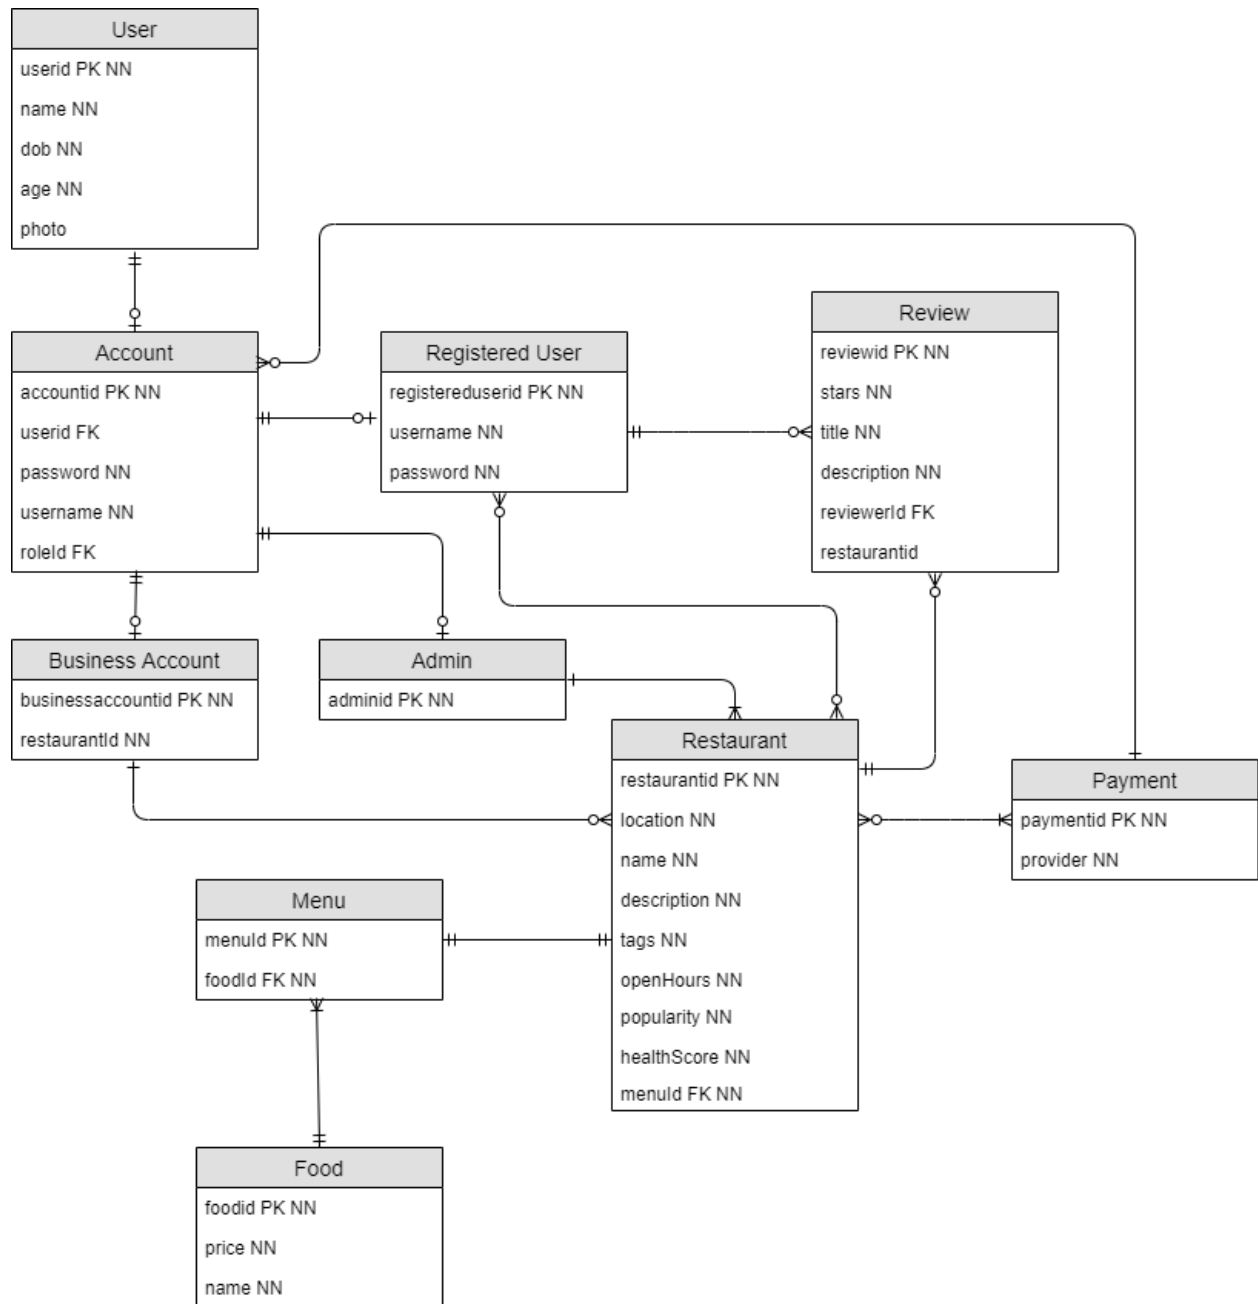 User
userid PK NN
name NN
dob NN
age NN
photo
Account
accountid PK NN
userid FK
password NN
username NN
roleId FK
Registered User
registereduserid PK NN
username NN
password NN
Review
reviewid PK NN
stars NN
title NN
description NN
reviewerId FK
restaurantid
Business Account
businessaccountid PK NN
restaurantId NN
Admin
adminid PK NN
Restaurant
restaurantid PK NN
location NN
name NN
description NN
tags NN
openHours NN
popularity NN
healthScore NN
menuId FK NN
Payment
paymentid PK NN
provider NN
Menu
menuId PK NN
foodId FK NN
Food
foodid PK NN
price NN
name NN